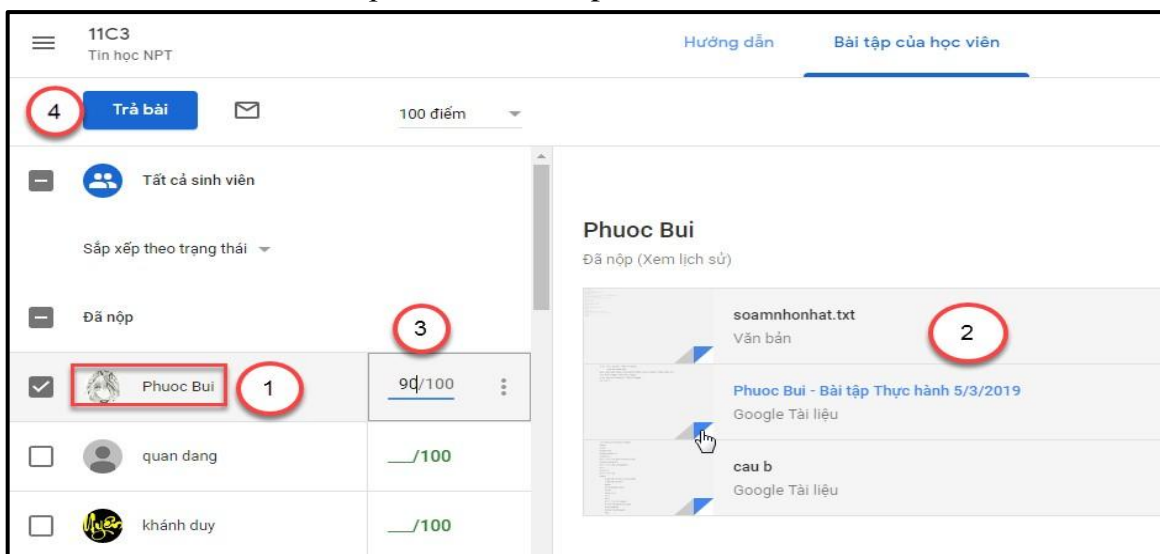 11C3
Tin học NPT
Hướng dẫn
Bài tập của học viên
4
Trả bài
100 điểm
Tất cả sinh viên
Sắp xếp theo trạng thái
Đã nộp
3
Phuoc Bui
1
90/100
quan dang
__/100
khánh duy
__/100
Phuoc Bui
Đã nộp (Xem lịch sử)
soamnhonhat.txt
Văn bản
2
Phuoc Bui - Bài tập Thực hành 5/3/2019
Google Tài liệu
cau b
Google Tài liệu